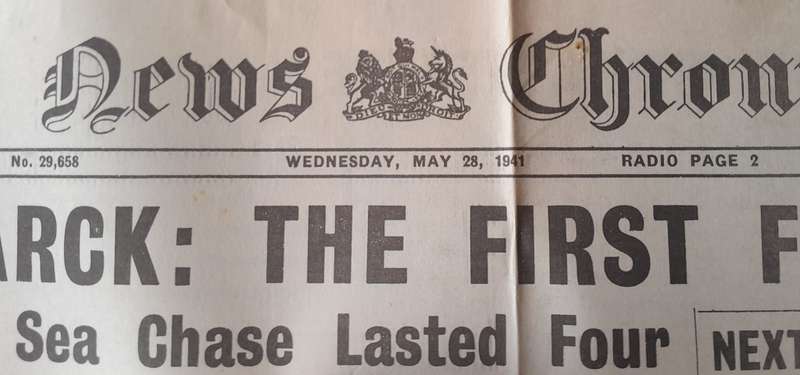 News Chron
No. 29,658 WEDNESDAY, MAY 28, 1941 RADIO PAGE 2
ARCK: THE FIRST F
Sea Chase Lasted Four NEXT